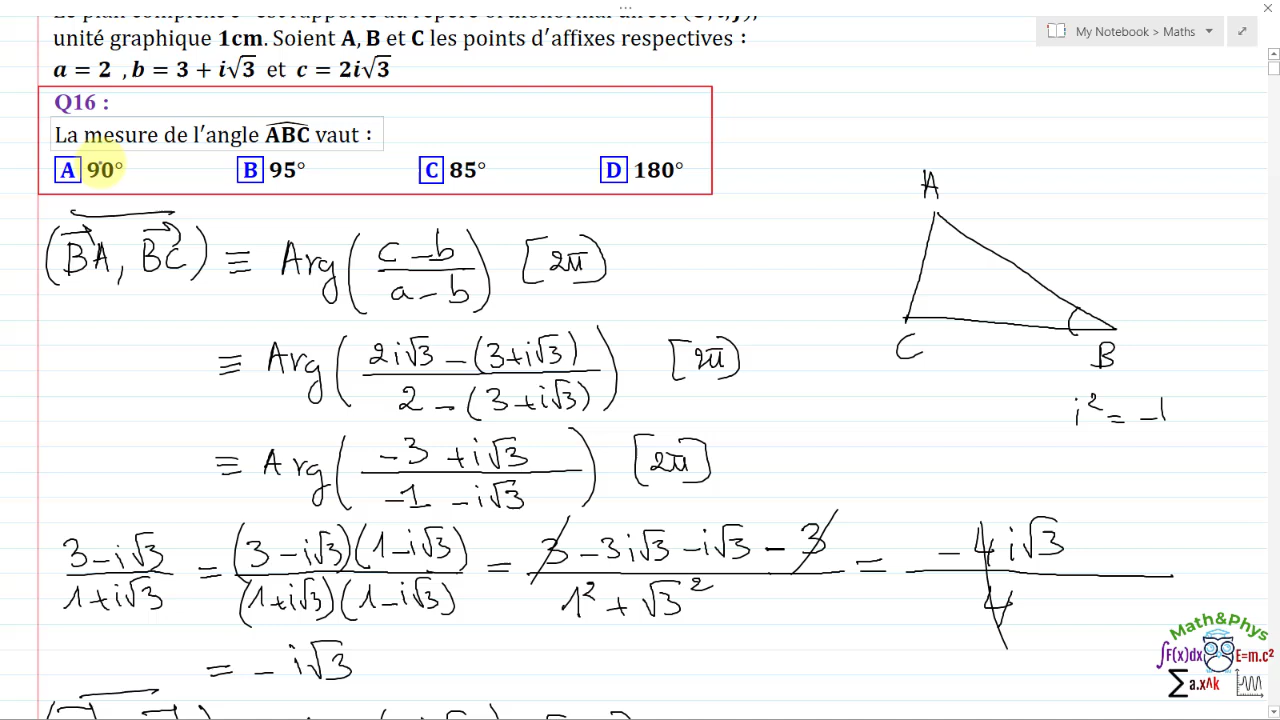 unité graphique 1cm. Soient A, B et C les points d'affixes respectives :
a = 2 , b = 3 + i√3 et c = 2i√3
My Notebook > Maths
Q16 :
La mesure de l'angle ABC vaut :
A 90° B 95° C 85° D 180°
(BA, BC) ≡ Arg( (c - b) / (a - b) ) [2π]
≡ Arg( (2i√3 - (3+i√3)) / (2 - (3+i√3)) ) [2π]
≡ Arg( (-3 + i√3) / (-1 - i√3) ) [2π]
(3 - i√3) / (1 + i√3) = (3 - i√3)(1 - i√3) / (1 + i√3)(1 - i√3) = (3 - 3i√3 - i√3 - 3) / (1² + √3²) = -4i√3 / 4
= - i√3
A
C
B
i² = -1
Math&Phys
∫F(x)dx E=m.c²
∑ a.x^k